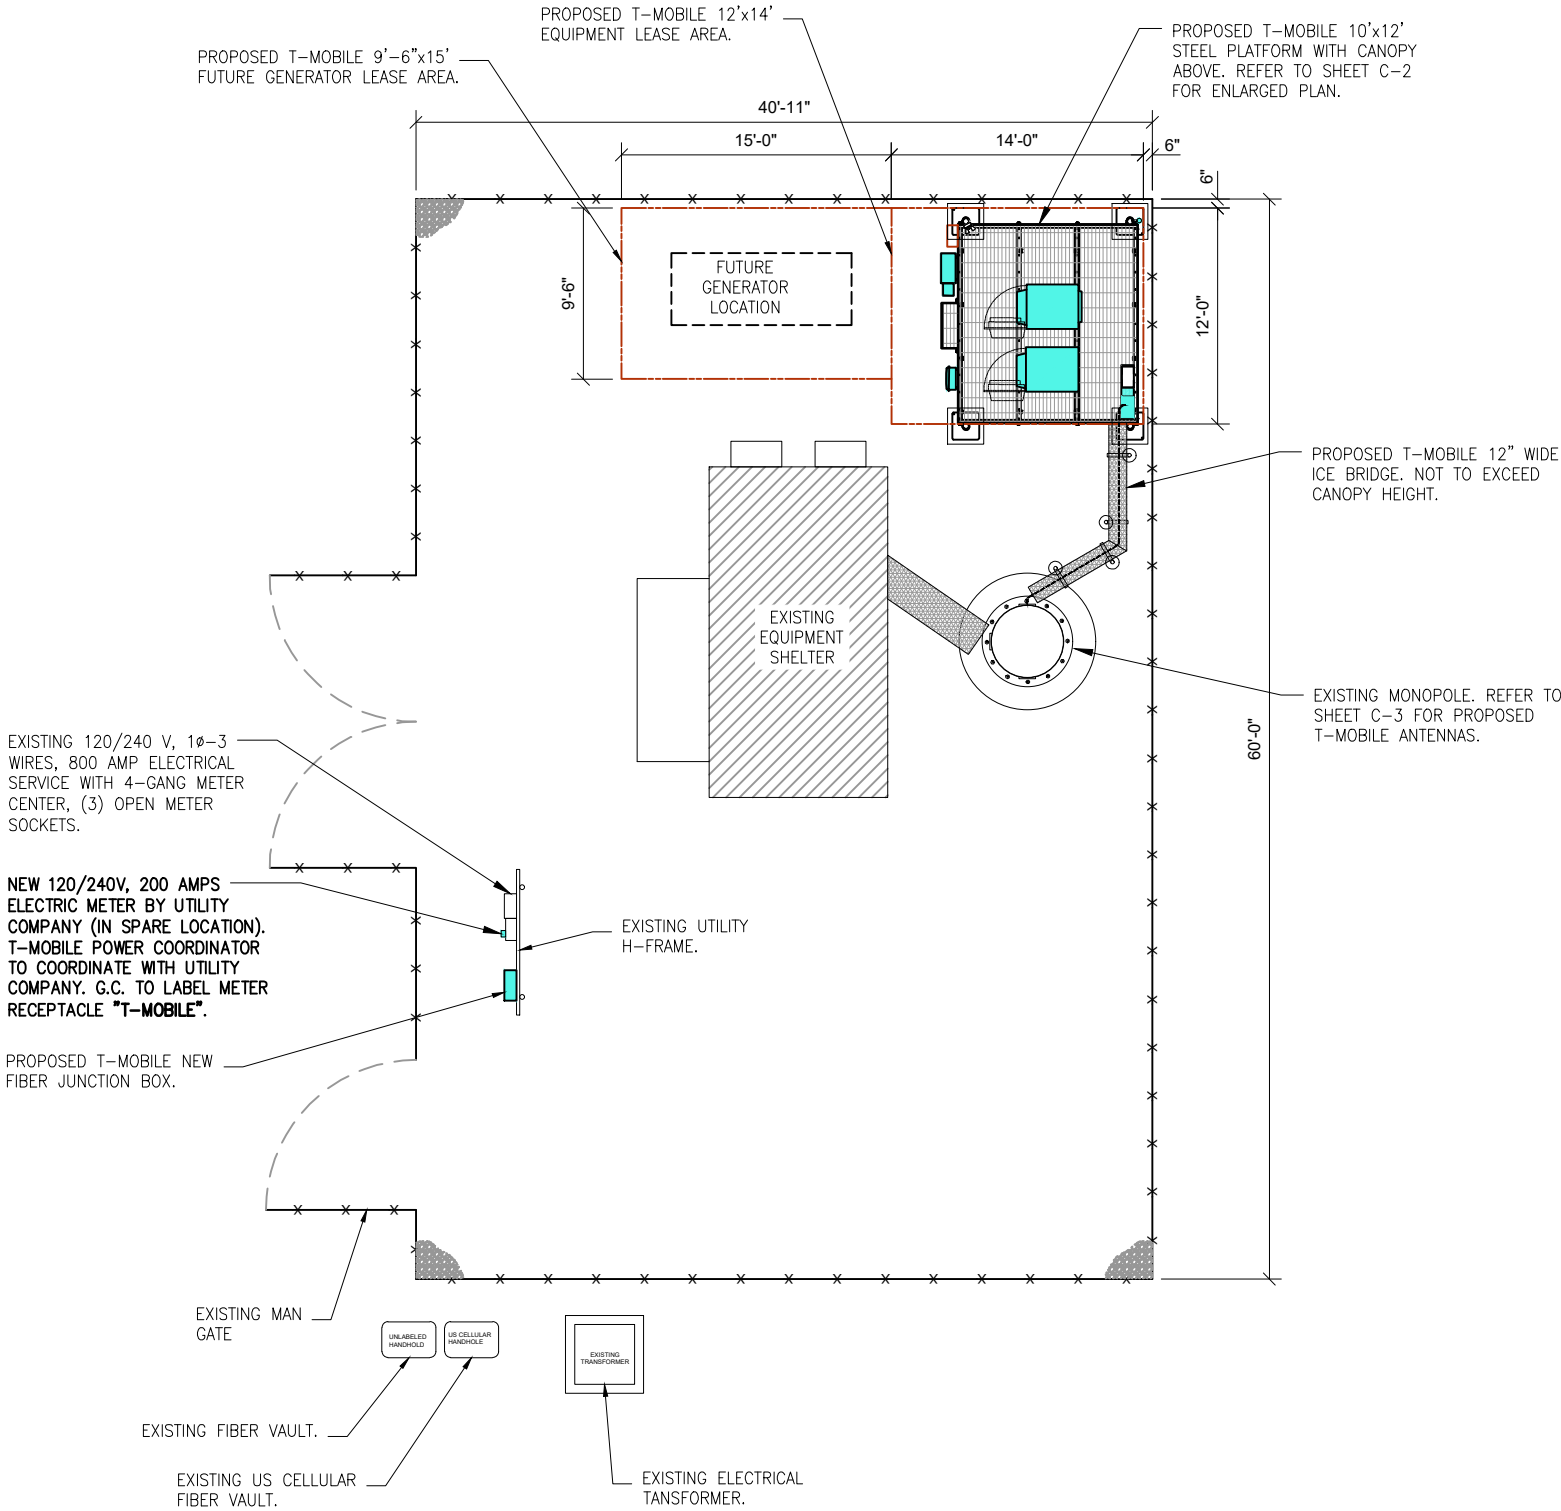 PROPOSED T-MOBILE 12'x14'
EQUIPMENT LEASE AREA.
PROPOSED T-MOBILE 10'x12'
STEEL PLATFORM WITH CANOPY
ABOVE. REFER TO SHEET C-2
FOR ENLARGED PLAN.
PROPOSED T-MOBILE 9'-6"x15'
FUTURE GENERATOR LEASE AREA.
40'-11"
15'-0"
14'-0"
6"
6"
9'-6"
FUTURE
GENERATOR
LOCATION
12'-0"
PROPOSED T-MOBILE 12" WIDE
ICE BRIDGE. NOT TO EXCEED
CANOPY HEIGHT.
EXISTING
EQUIPMENT
SHELTER
EXISTING MONOPOLE. REFER TO
SHEET C-3 FOR PROPOSED
T-MOBILE ANTENNAS.
60'-0"
EXISTING 120/240 V, 1ø-3
WIRES, 800 AMP ELECTRICAL
SERVICE WITH 4-GANG METER
CENTER, (3) OPEN METER
SOCKETS.
NEW 120/240V, 200 AMPS
ELECTRIC METER BY UTILITY
COMPANY (IN SPARE LOCATION).
T-MOBILE POWER COORDINATOR
TO COORDINATE WITH UTILITY
COMPANY. G.C. TO LABEL METER
RECEPTACLE "T-MOBILE".
EXISTING UTILITY
H-FRAME.
PROPOSED T-MOBILE NEW
FIBER JUNCTION BOX.
EXISTING MAN
GATE
UNLABELED
HANDHOLD
US CELLULAR
HANDHOLE
EXISTING
TRANSFORMER
EXISTING FIBER VAULT.
EXISTING US CELLULAR
FIBER VAULT.
EXISTING ELECTRICAL
TANSFORMER.